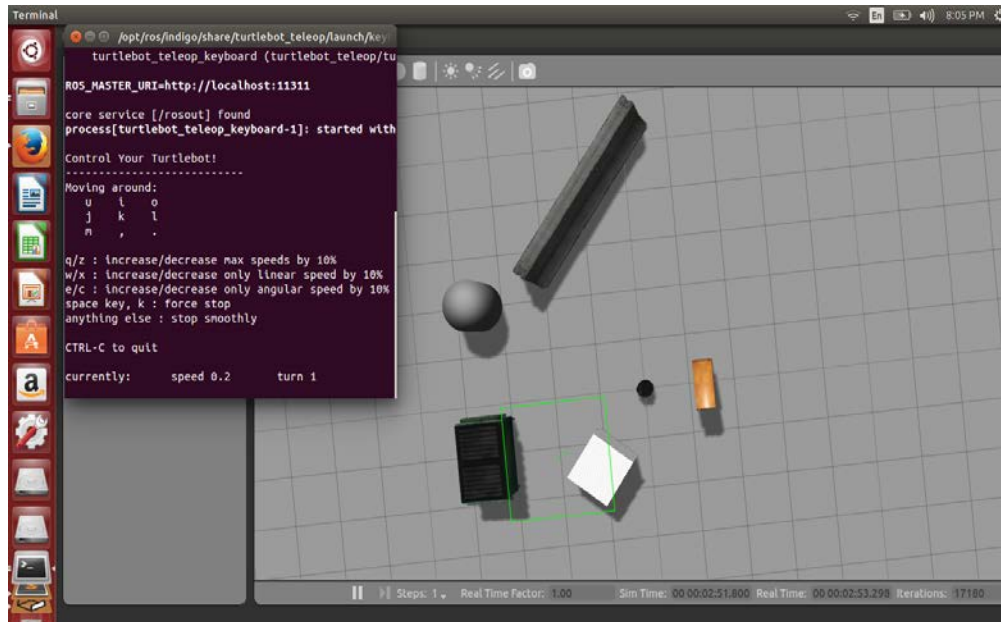 Terminal
En
8:05 PM
/opt/ros/indigo/share/turtlebot_teleop/launch/key
turtlebot_teleop_keyboard (turtlebot_teleop/tu
ROS_MASTER_URI=http://localhost:11311
core service [/rosout] found
process[turtlebot_teleop_keyboard-1]: started with
Control Your Turtlebot!
---------------------------
Moving around:
u i o
j k l
m , .
q/z : increase/decrease max speeds by 10%
w/x : increase/decrease only linear speed by 10%
e/c : increase/decrease only angular speed by 10%
space key, k : force stop
anything else : stop smoothly
CTRL-C to quit
currently: speed 0.2 turn 1
Steps: 1 Real Time Factor: 1.00 Sim Time: 00 00:02:51.800 Real Time: 00 00:02:53.298 Iterations: 17180